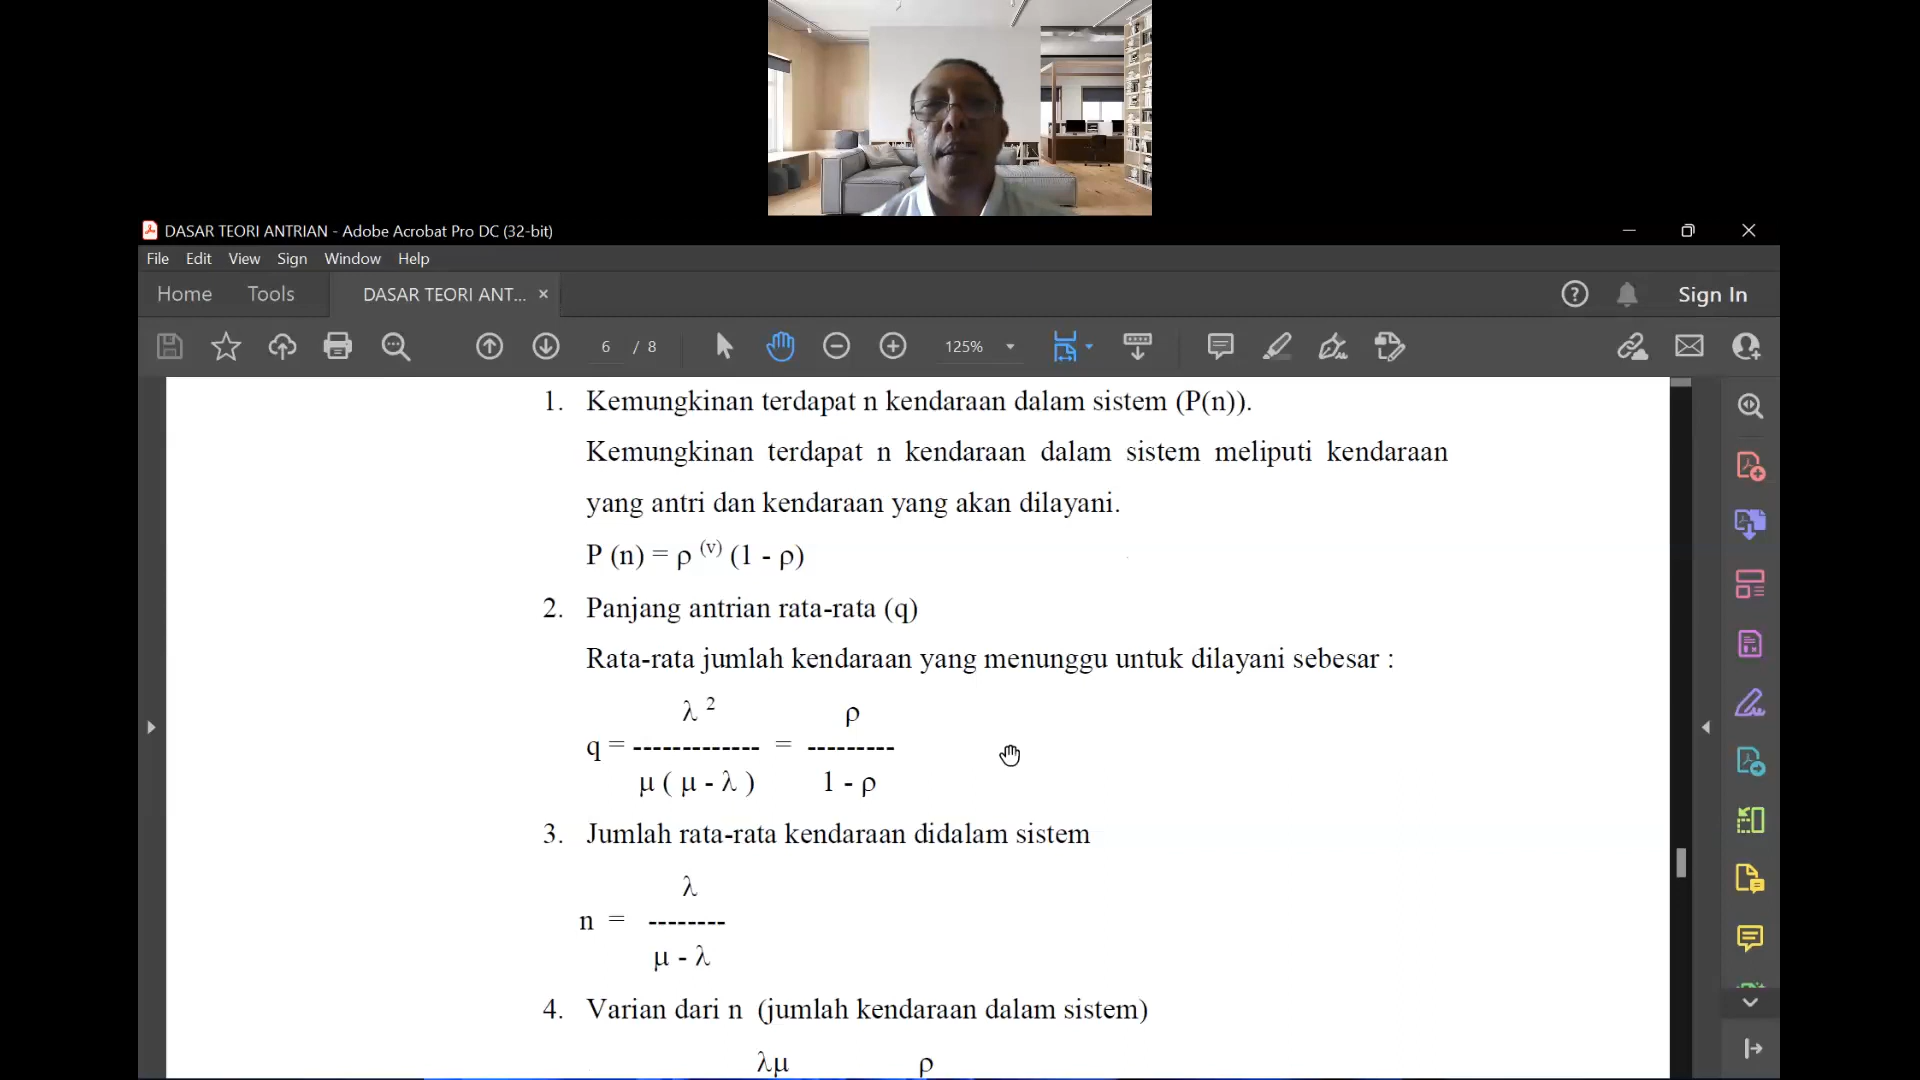 DASAR TEORI ANTRIAN - Adobe Acrobat Pro DC (32-bit)
File Edit View Sign Window Help
Home Tools DASAR TEORI ANT... × Sign In
6 / 8 125%
1. Kemungkinan terdapat n kendaraan dalam sistem (P(n)).
Kemungkinan terdapat n kendaraan dalam sistem meliputi kendaraan
yang antri dan kendaraan yang akan dilayani.
P (n) = ρ (v) (1 - ρ)
2. Panjang antrian rata-rata (q)
Rata-rata jumlah kendaraan yang menunggu untuk dilayani sebesar :
λ 2 ρ
q = ------------- = ---------
μ ( μ - λ ) 1 - ρ
3. Jumlah rata-rata kendaraan didalam sistem
λ
n = --------
μ - λ
4. Varian dari n (jumlah kendaraan dalam sistem)
λμ ρ